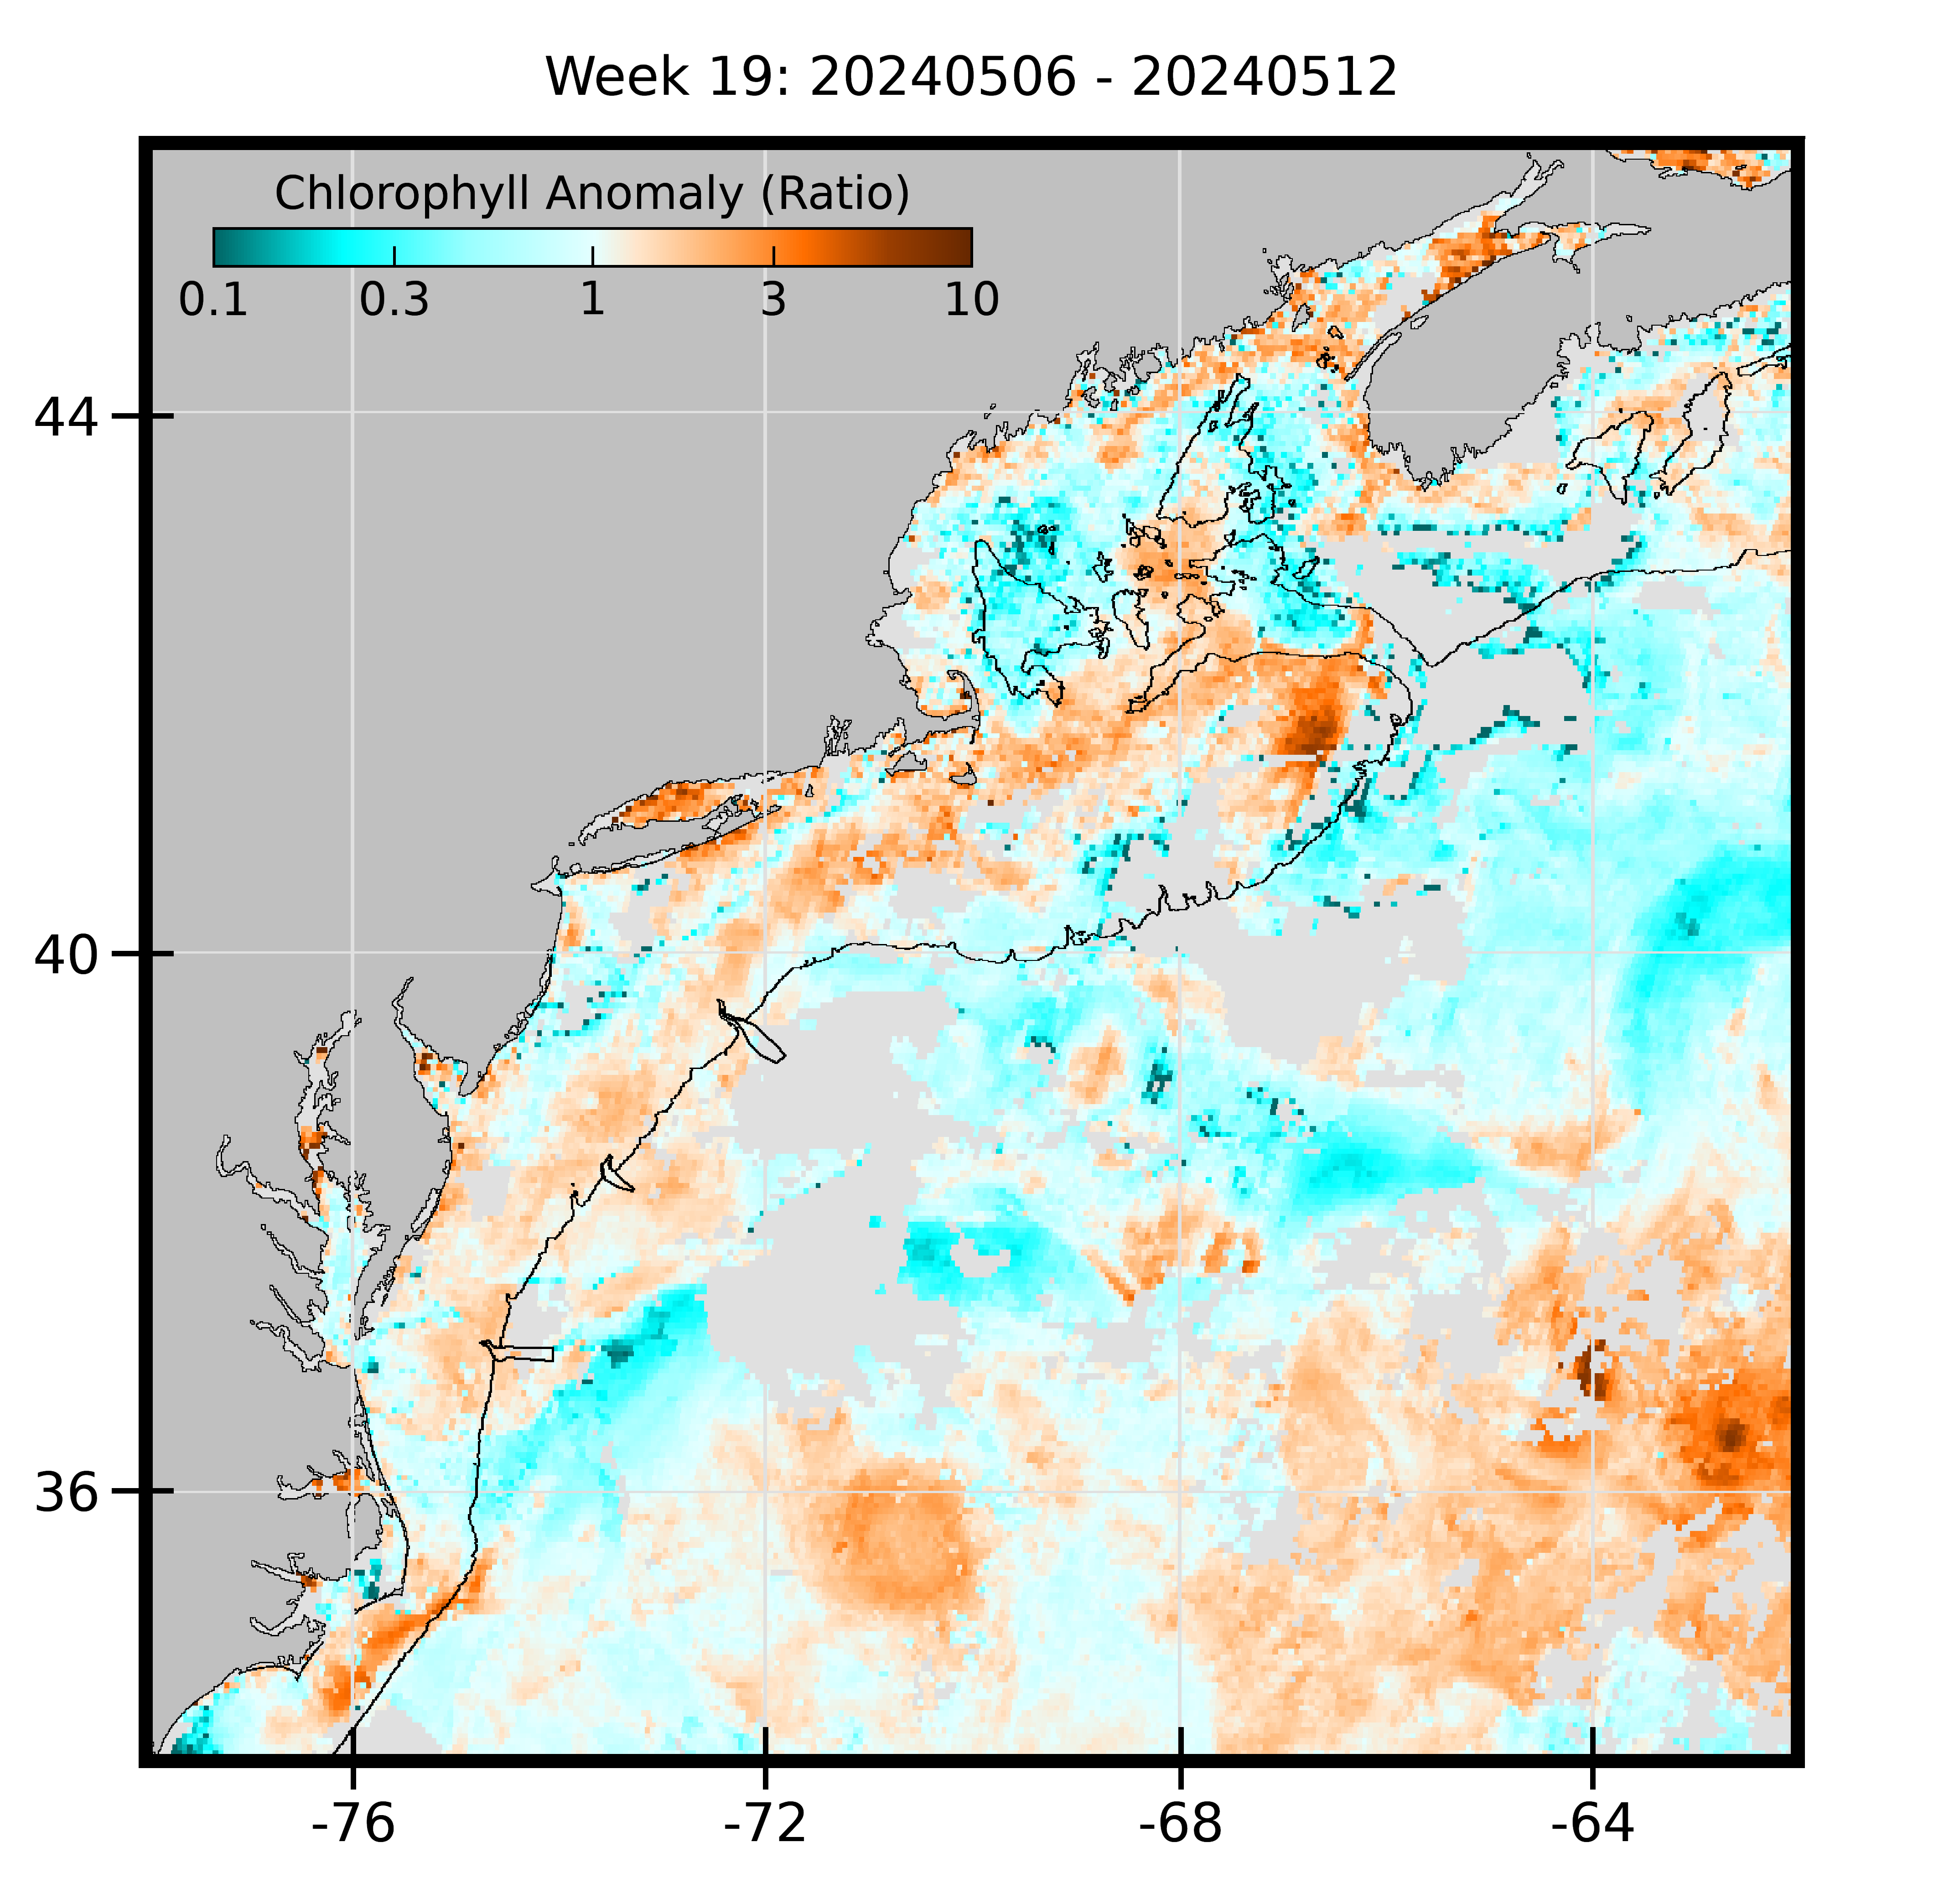 Week 19: 20240506 - 20240512
Chlorophyll Anomaly (Ratio)
0.1 0.3 1 3 10
44
40
36
-76 -72 -68 -64